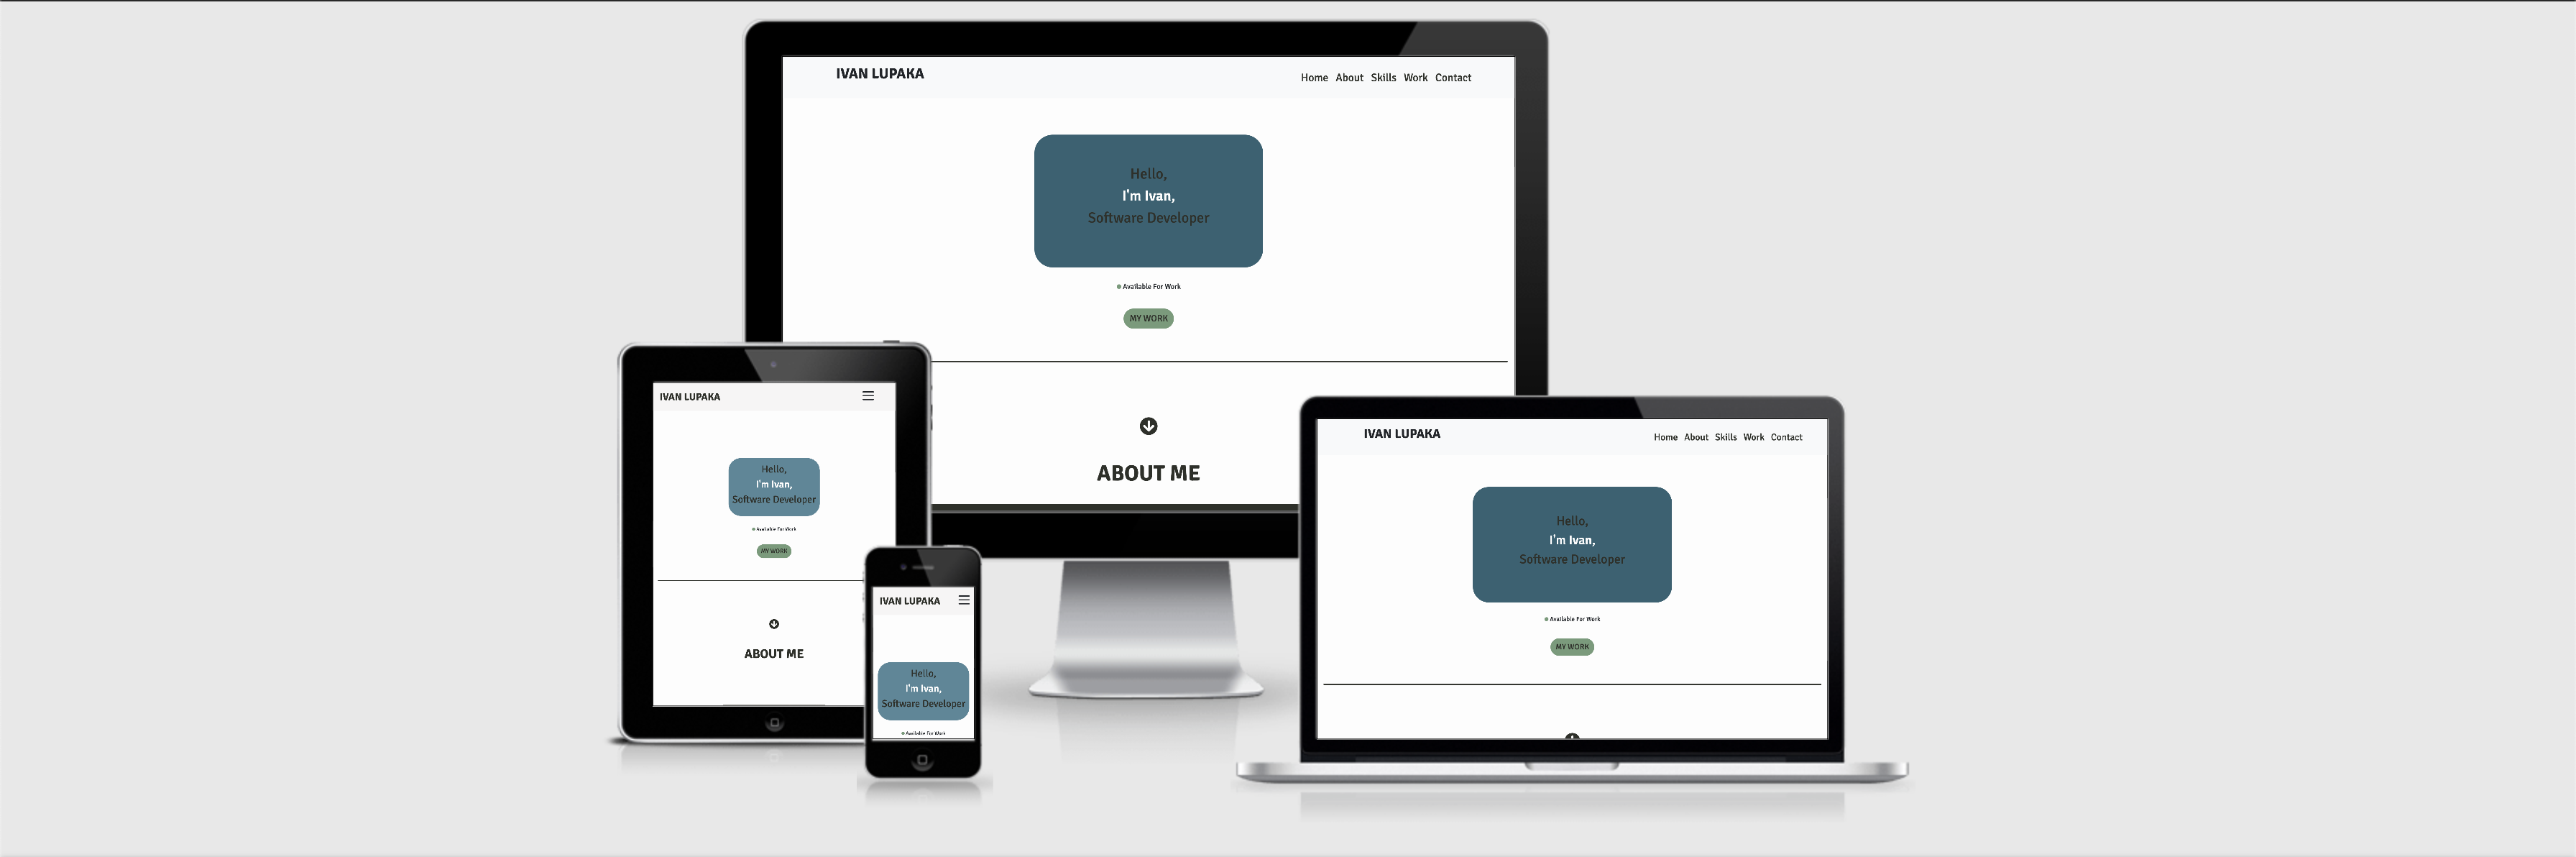 IVAN LUPAKA
Home About Skills Work Contact
Hello,
I'm Ivan,
Software Developer
Available For Work
MY WORK
ABOUT ME
IVAN LUPAKA
Hello,
I'm Ivan,
Software Developer
Available For Work
MY WORK
ABOUT ME
IVAN LUPAKA
Hello,
I'm Ivan,
Software Developer
Available For Work
IVAN LUPAKA
Home About Skills Work Contact
Hello,
I'm Ivan,
Software Developer
Available For Work
MY WORK